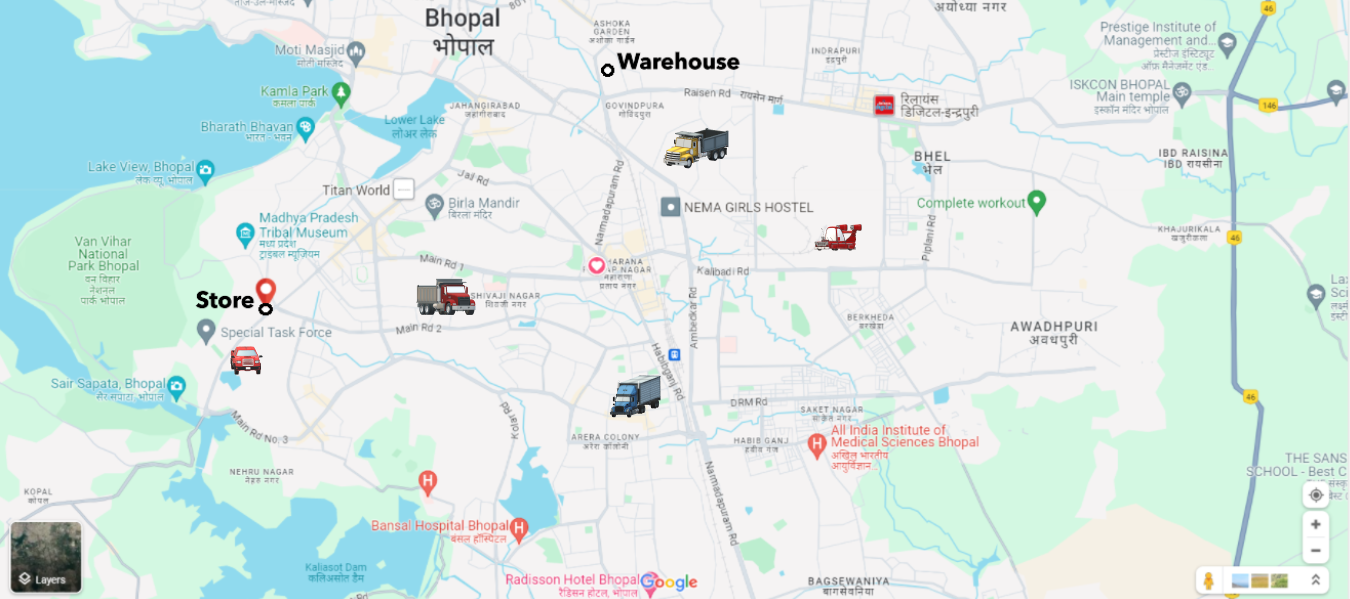 Bhopal
भोपाल
ASHOKA
GARDEN
अशोका गार्डन
अयोध्या नगर
46
Prestige Institute of
Management and...
प्रेस्टीज इंस्टिट्यूट
ऑफ़ मैनेजमेंट एंड...
Moti Masjid
मोती मस्जिद
Warehouse
INDRAPURI
इंद्रपुरी
Kamla Park
कमला पार्क
JAHANGIRABAD
जहांगीराबाद
GOVINDPURA
गोविंदपुरा
Raisen Rd
रायसेन मार्ग
रिलायंस
डिजिटल-इन्द्रपुरी
ISKCON BHOPAL
Main temple
इस्कॉन मंदिर भोपाल
146
Bharath Bhavan
भारत - भवन
Lower Lake
लोअर लेक
BHEL
भेल
IBD RAISINA
IBD रायसीना
Lake View, Bhopal
लेक व्यू, भोपाल
Jail Rd
Titan World
Birla Mandir
बिरला मंदिर
Narmadapuram Rd
NEMA GIRLS HOSTEL
Complete workout
Madhya Pradesh
Tribal Museum
मध्य प्रदेश
ट्राइबल म्यूजियम
Piplani Rd
KHAJURIKALA
खजूरीकला
46
Van Vihar
National
Park Bhopal
वन विहार
नेशनल
पार्क भोपाल
Main Rd 1
Kalibadi Rd
Store
SHIVAJI NAGAR
शिवाजी नगर
Main Rd 2
Ambedkar Rd
BERKHEDA
बरखेड़ा
AWADHPURI
अवधपुरी
Special Task Force
Habibganj Rd
Sair Sapata, Bhopal
सैर सपाटा, भोपाल
DRM Rd
SAKET NAGAR
साकेत नगर
46
Main Rd No. 3
Kolar Rd
ARERA COLONY
अरेरा कॉलोनी
HABIB GANJ
हबीब गंज
All India Institute of
Medical Sciences Bhopal
अखिल भारतीय
आयुर्विज्ञान...
NEHRU NAGAR
नेहरू नगर
Narmadapuram Rd
THE SANS
SCHOOL - Best C
KOPAL
कोपल
H
H
H
Bansal Hospital Bhopal
बंसल हॉस्पिटल
Kaliasot Dam
कलिअसोत डैम
Layers
Radisson Hotel Bhopal
रेडिसन होटल, भोपाल
Google
BAGSEWANIYA
बागसेवनिया